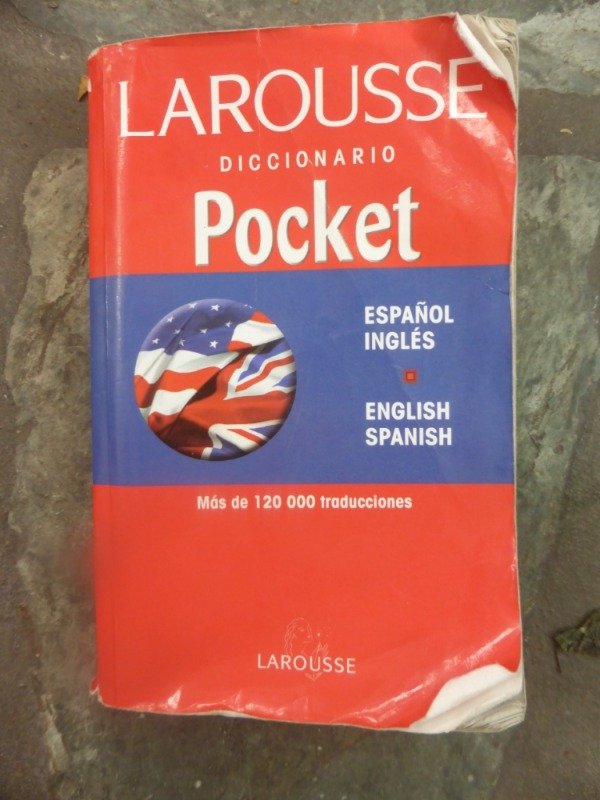 LAROUSSE
DICCIONARIO
Pocket
ESPAÑOL
INGLÉS
ENGLISH
SPANISH
Más de 120 000 traducciones
LAROUSSE